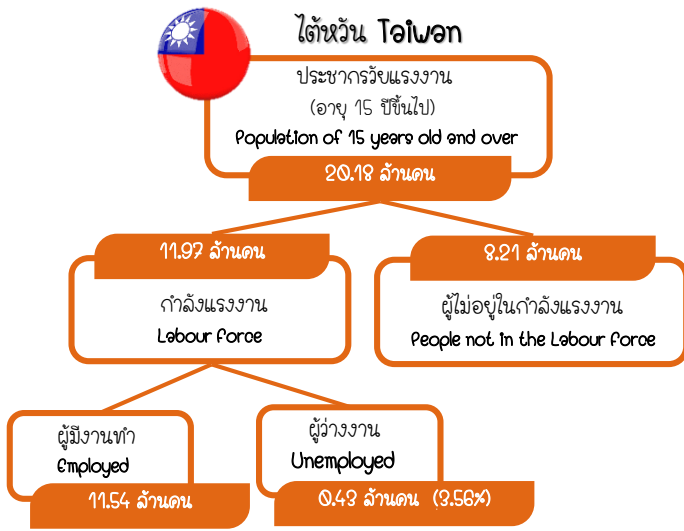 ไต้หวัน Taiwan
ประชากรวัยแรงงาน
(อายุ 15 ปีขึ้นไป)
Population of 15 years old and over
20.18 ล้านคน
11.97 ล้านคน
กำลังแรงงาน
Labour Force
8.21 ล้านคน
ผู้ไม่อยู่ในกำลังแรงงาน
People not in the Labour Force
ผู้มีงานทำ
Employed
11.54 ล้านคน
ผู้ว่างงาน
Unemployed
0.43 ล้านคน (3.56%)